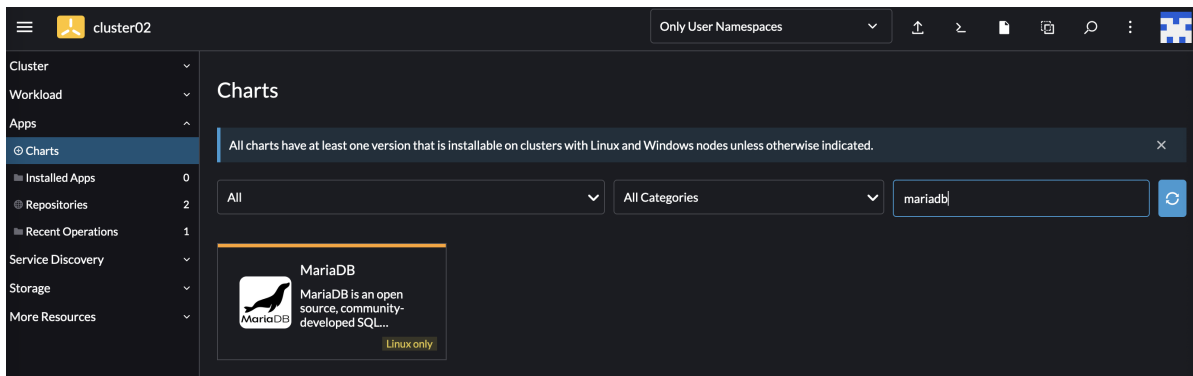 cluster02
Only User Namespaces
Cluster
Workload
Apps
Charts
Installed Apps 0
Repositories 2
Recent Operations 1
Service Discovery
Storage
More Resources
Charts
All charts have at least one version that is installable on clusters with Linux and Windows nodes unless otherwise indicated.
All
All Categories
mariadb
MariaDB
MariaDB
MariaDB is an open
source, community-
developed SQL...
Linux only